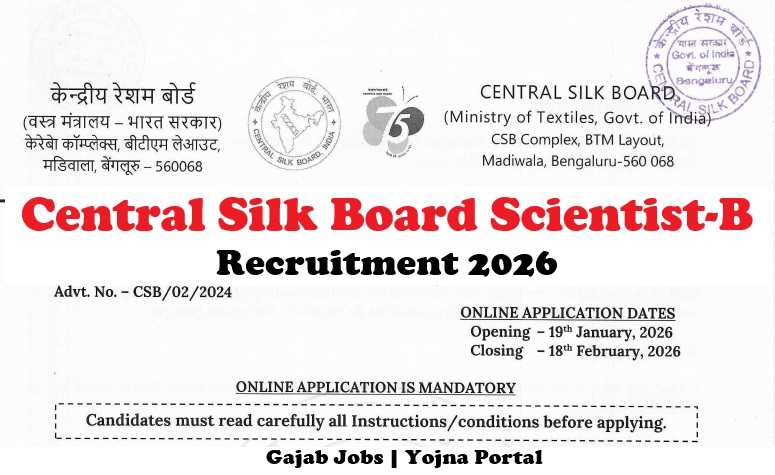 केन्द्रीय रेशम बोर्ड
(वस्त्र मंत्रालय – भारत सरकार)
केरेबे कॉम्प्लेक्स, बीटीएम लेआउट,
मडिवाला, बेंगलूरु – 560068
केन्द्रीय रेशम बोर्ड, भारत
CENTRAL SILK BOARD, INDIA
75
CENTRAL SILK BOARD
(Ministry of Textiles, Govt. of India)
CSB Complex, BTM Layout,
Madiwala, Bengaluru-560 068
केन्द्रीय रेशम बोर्ड
भारत सरकार
Govt. of India
बेंगलूरु
Bengaluru
CENTRAL SILK BOARD
Central Silk Board Scientist-B
Recruitment 2026
Advt. No. – CSB/02/2024
ONLINE APPLICATION DATES
Opening – 19th January, 2026
Closing – 18th February, 2026
ONLINE APPLICATION IS MANDATORY
Candidates must read carefully all Instructions/conditions before applying.
Gajab Jobs | Yojna Portal